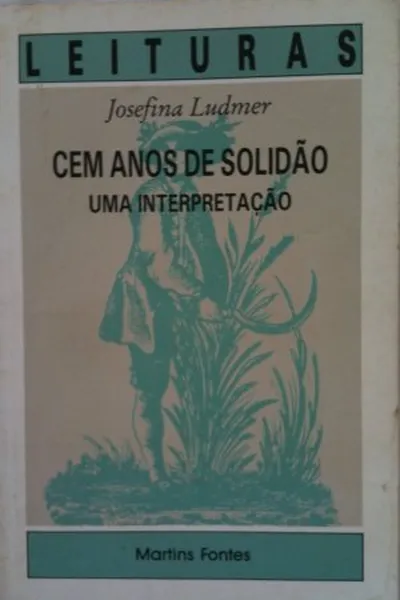 LEITURAS
Josefina Ludmer
CEM ANOS DE SOLIDÃO
UMA INTERPRETAÇÃO
Martins Fontes